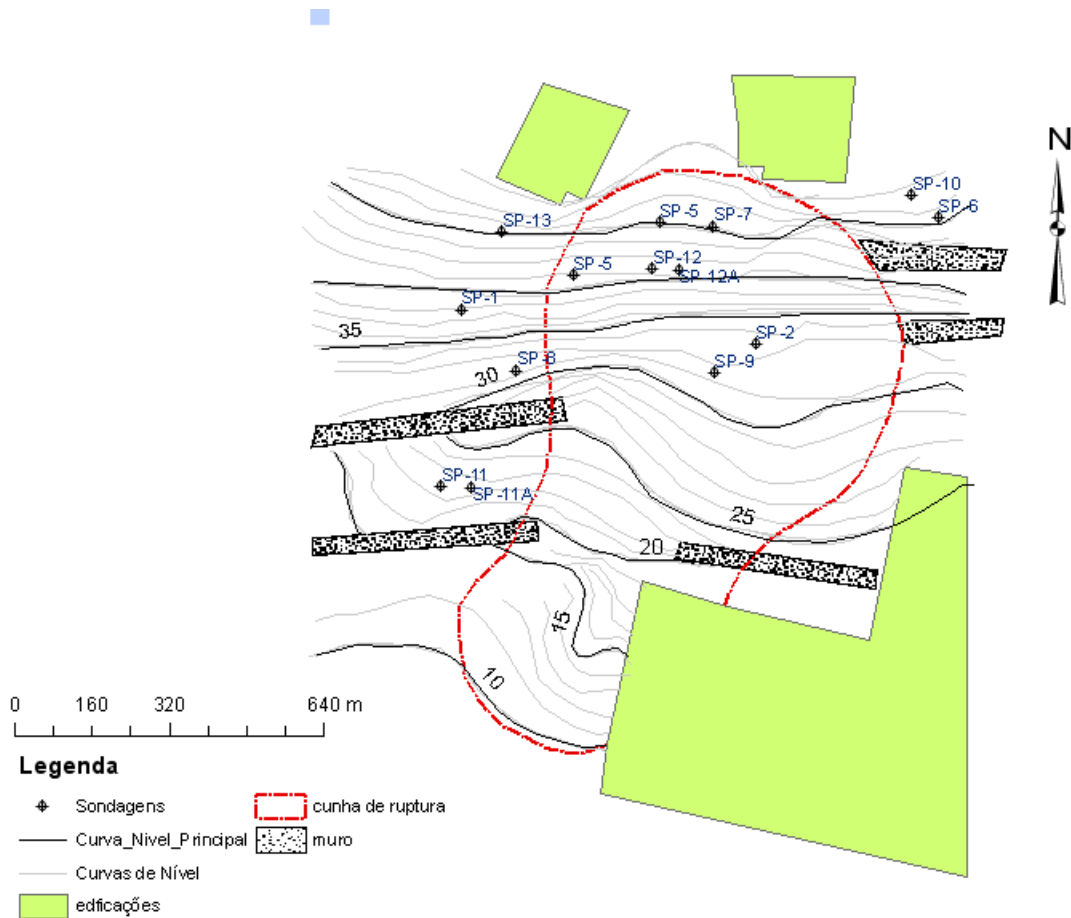 N
SP-10
SP-5
SP-7
SP-6
SP-13
SP-12
SP-5
SP-12A
SP-1
35
SP-2
SP-8
SP-9
30
SP-11
SP-11A
25
20
15
10
0 160 320 640 m
Legenda
Sondagens
cunha de ruptura
Curva_Nivel_Principal
muro
Curvas de Nível
edficações